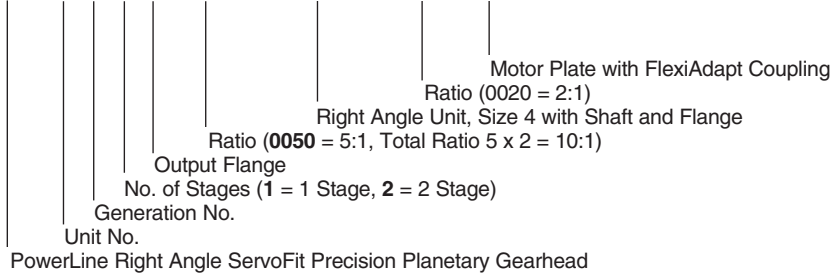 Motor Plate with FlexiAdapt Coupling
Ratio (0020 = 2:1)
Right Angle Unit, Size 4 with Shaft and Flange
Ratio (0050 = 5:1, Total Ratio 5 x 2 = 10:1)
Output Flange
No. of Stages (1 = 1 Stage, 2 = 2 Stage)
Generation No.
Unit No.
PowerLine Right Angle ServoFit Precision Planetary Gearhead